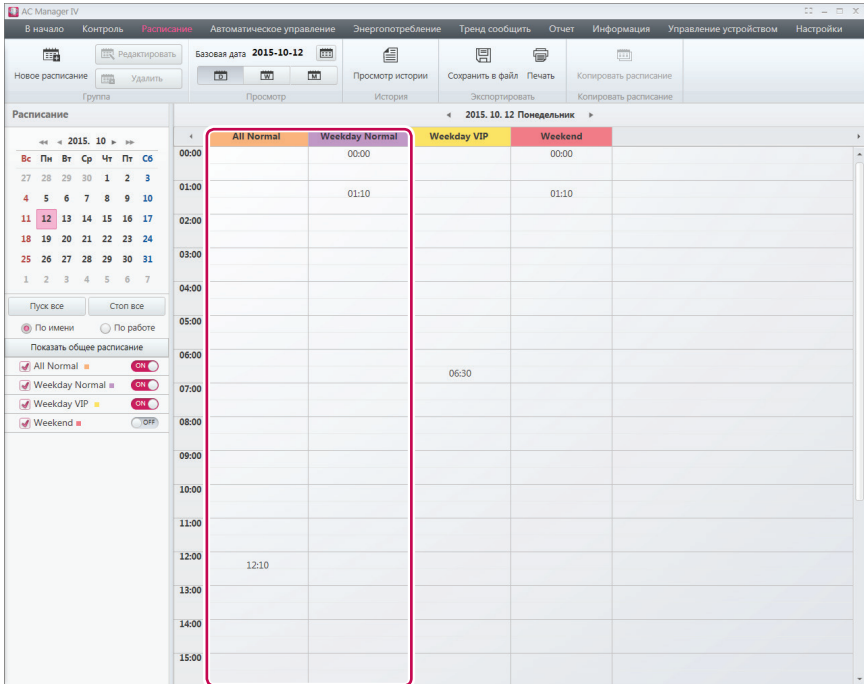 AC Manager IV
В начало Контроль Расписание Автоматическое управление Энергопотребление Тренд сообщить Отчет Информация Управление устройством Настройки
Новое расписание Редактировать Удалить
Группа
Базовая дата 2015-10-12
D W M
Просмотр
Просмотр истории
История
Сохранить в файл Печать
Экспортировать
Копировать расписание
Копировать расписание
Расписание
2015. 10
Вс Пн Вт Ср Чт Пт Сб
27 28 29 30 1 2 3
4 5 6 7 8 9 10
11 12 13 14 15 16 17
18 19 20 21 22 23 24
25 26 27 28 29 30 31
1 2 3 4 5 6 7
Пуск все Стоп все
По имени По работе
Показать общее расписание
All Normal ON
Weekday Normal ON
Weekday VIP ON
Weekend OFF
2015. 10. 12 Понедельник
All Normal Weekday Normal Weekday VIP Weekend
00:00 00:00 00:00
01:00
01:10 01:10
02:00
03:00
04:00
05:00
06:00
06:30
07:00
08:00
09:00
10:00
11:00
12:00
12:10
13:00
14:00
15:00